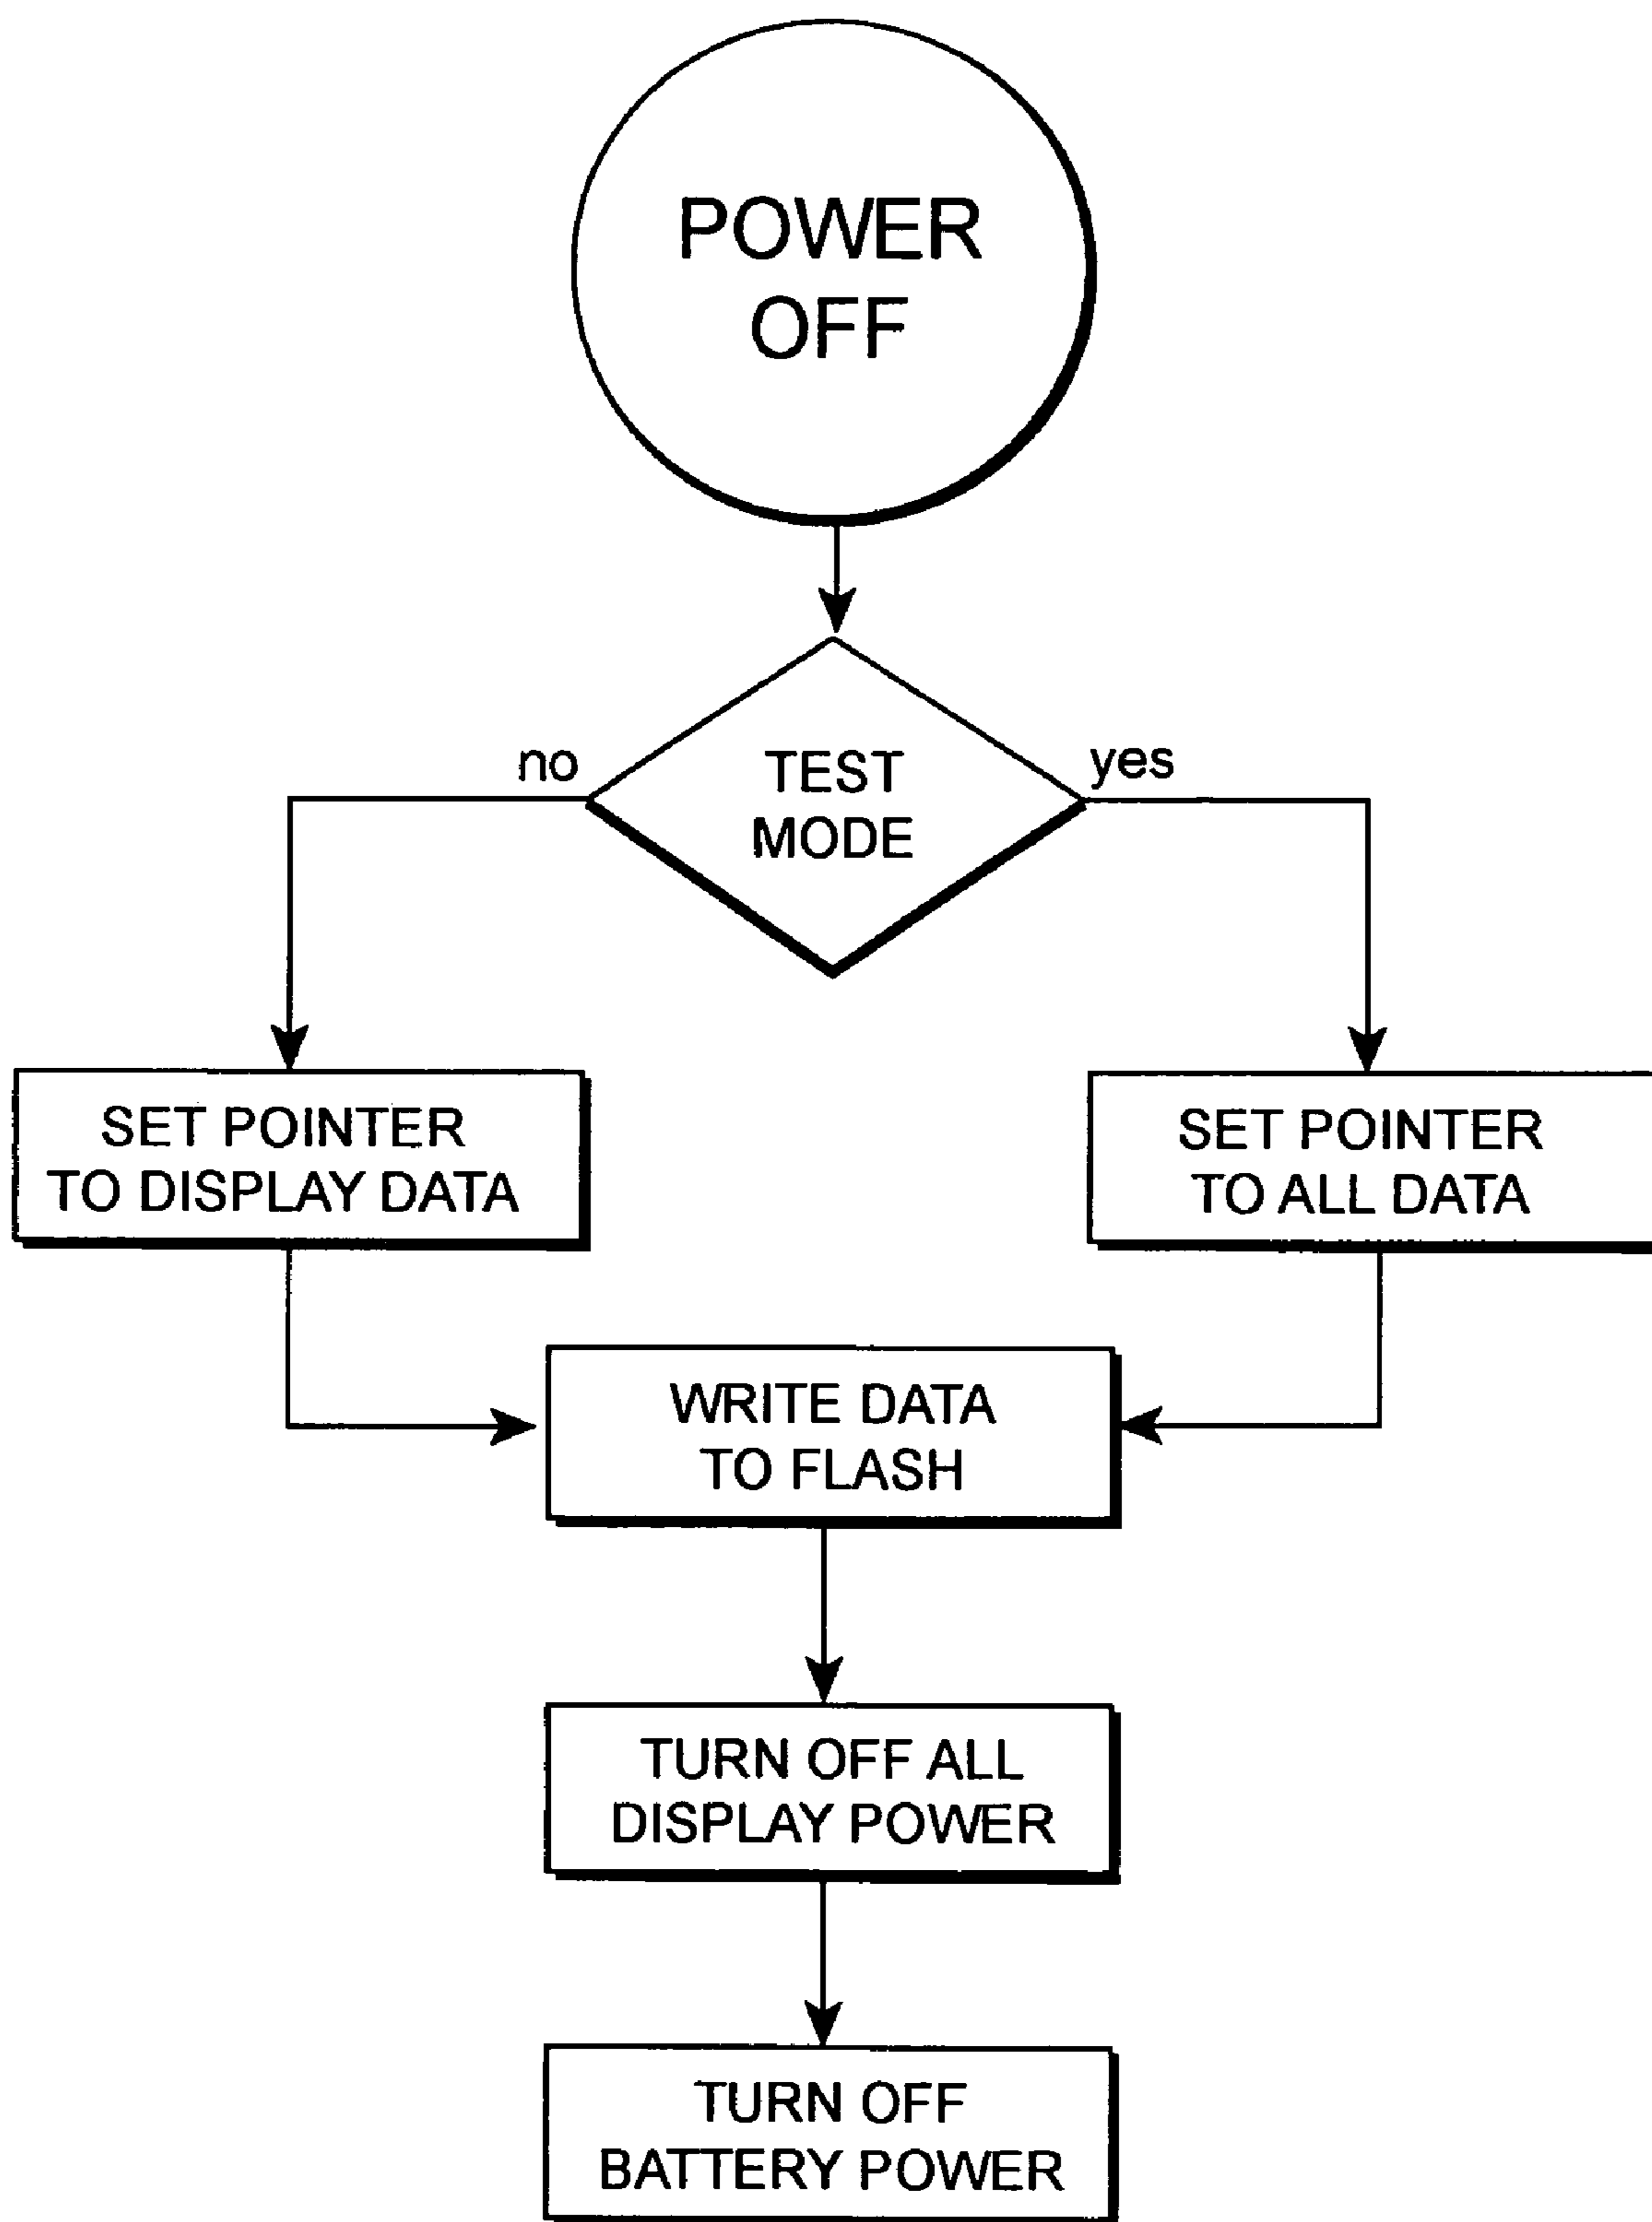 POWER
OFF
no
yes
TEST
MODE
SET POINTER
TO DISPLAY DATA
SET POINTER
TO ALL DATA
WRITE DATA
TO FLASH
TURN OFF ALL
DISPLAY POWER
TURN OFF
BATTERY POWER